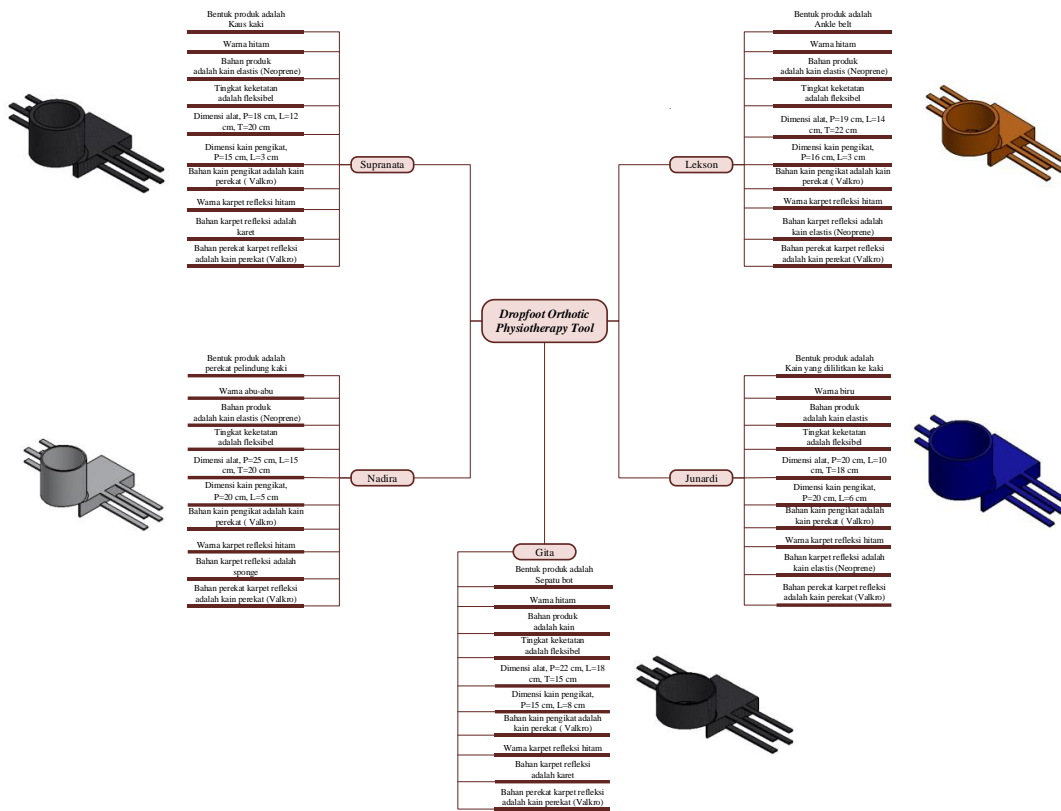 Bentuk produk adalah
Kaus kaki
Warna hitam
Bahan produk
adalah kain elastis (Neoprene)
Tingkat keketatan
adalah fleksibel
Dimensi alat, P=18 cm, L=12
cm, T=20 cm
Dimensi kain pengikat,
P=15 cm, L=3 cm
Bahan kain pengikat adalah kain
perekat ( Valkro)
Warna karpet refleksi hitam
Bahan karpet refleksi adalah
karet
Bahan perekat karpet refleksi
adalah kain perekat (Valkro)
Supranata
Bentuk produk adalah
Ankle belt
Warna hitam
Bahan produk
adalah kain elastis (Neoprene)
Tingkat keketatan
adalah fleksibel
Dimensi alat, P=19 cm, L=14
cm, T=22 cm
Dimensi kain pengikat,
P=16 cm, L=3 cm
Bahan kain pengikat adalah kain
perekat ( Valkro)
Warna karpet refleksi hitam
Bahan karpet refleksi adalah
kain elastis (Neoprene)
Bahan perekat karpet refleksi
adalah kain perekat (Valkro)
Lekson
Dropfoot Orthotic
Physiotherapy Tool
Bentuk produk adalah
perekat pelindung kaki
Warna abu-abu
Bahan produk
adalah kain elastis (Neoprene)
Tingkat keketatan
adalah fleksibel
Dimensi alat, P=25 cm, L=15
cm, T=20 cm
Dimensi kain pengikat,
P=20 cm, L=5 cm
Bahan kain pengikat adalah kain
perekat ( Valkro)
Warna karpet refleksi hitam
Bahan karpet refleksi adalah
sponge
Bahan perekat karpet refleksi
adalah kain perekat (Valkro)
Nadira
Bentuk produk adalah
Kain yang dililitkan ke kaki
Warna biru
Bahan produk
adalah kain elastis
Tingkat keketatan
adalah fleksibel
Dimensi alat, P=20 cm, L=10
cm, T=18 cm
Dimensi kain pengikat,
P=20 cm, L=6 cm
Bahan kain pengikat adalah
kain perekat ( Valkro)
Warna karpet refleksi hitam
Bahan karpet refleksi adalah
kain elastis (Neoprene)
Bahan perekat karpet refleksi
adalah kain perekat (Valkro)
Junardi
Gita
Bentuk produk adalah
Sepatu bot
Warna hitam
Bahan produk
adalah kain
Tingkat keketatan
adalah fleksibel
Dimensi alat, P=22 cm, L=18
cm, T=15 cm
Dimensi kain pengikat,
P=15 cm, L=8 cm
Bahan kain pengikat adalah
kain perekat ( Valkro)
Warna karpet refleksi hitam
Bahan karpet refleksi
adalah karet
Bahan perekat karpet refleksi
adalah kain perekat (Valkro)